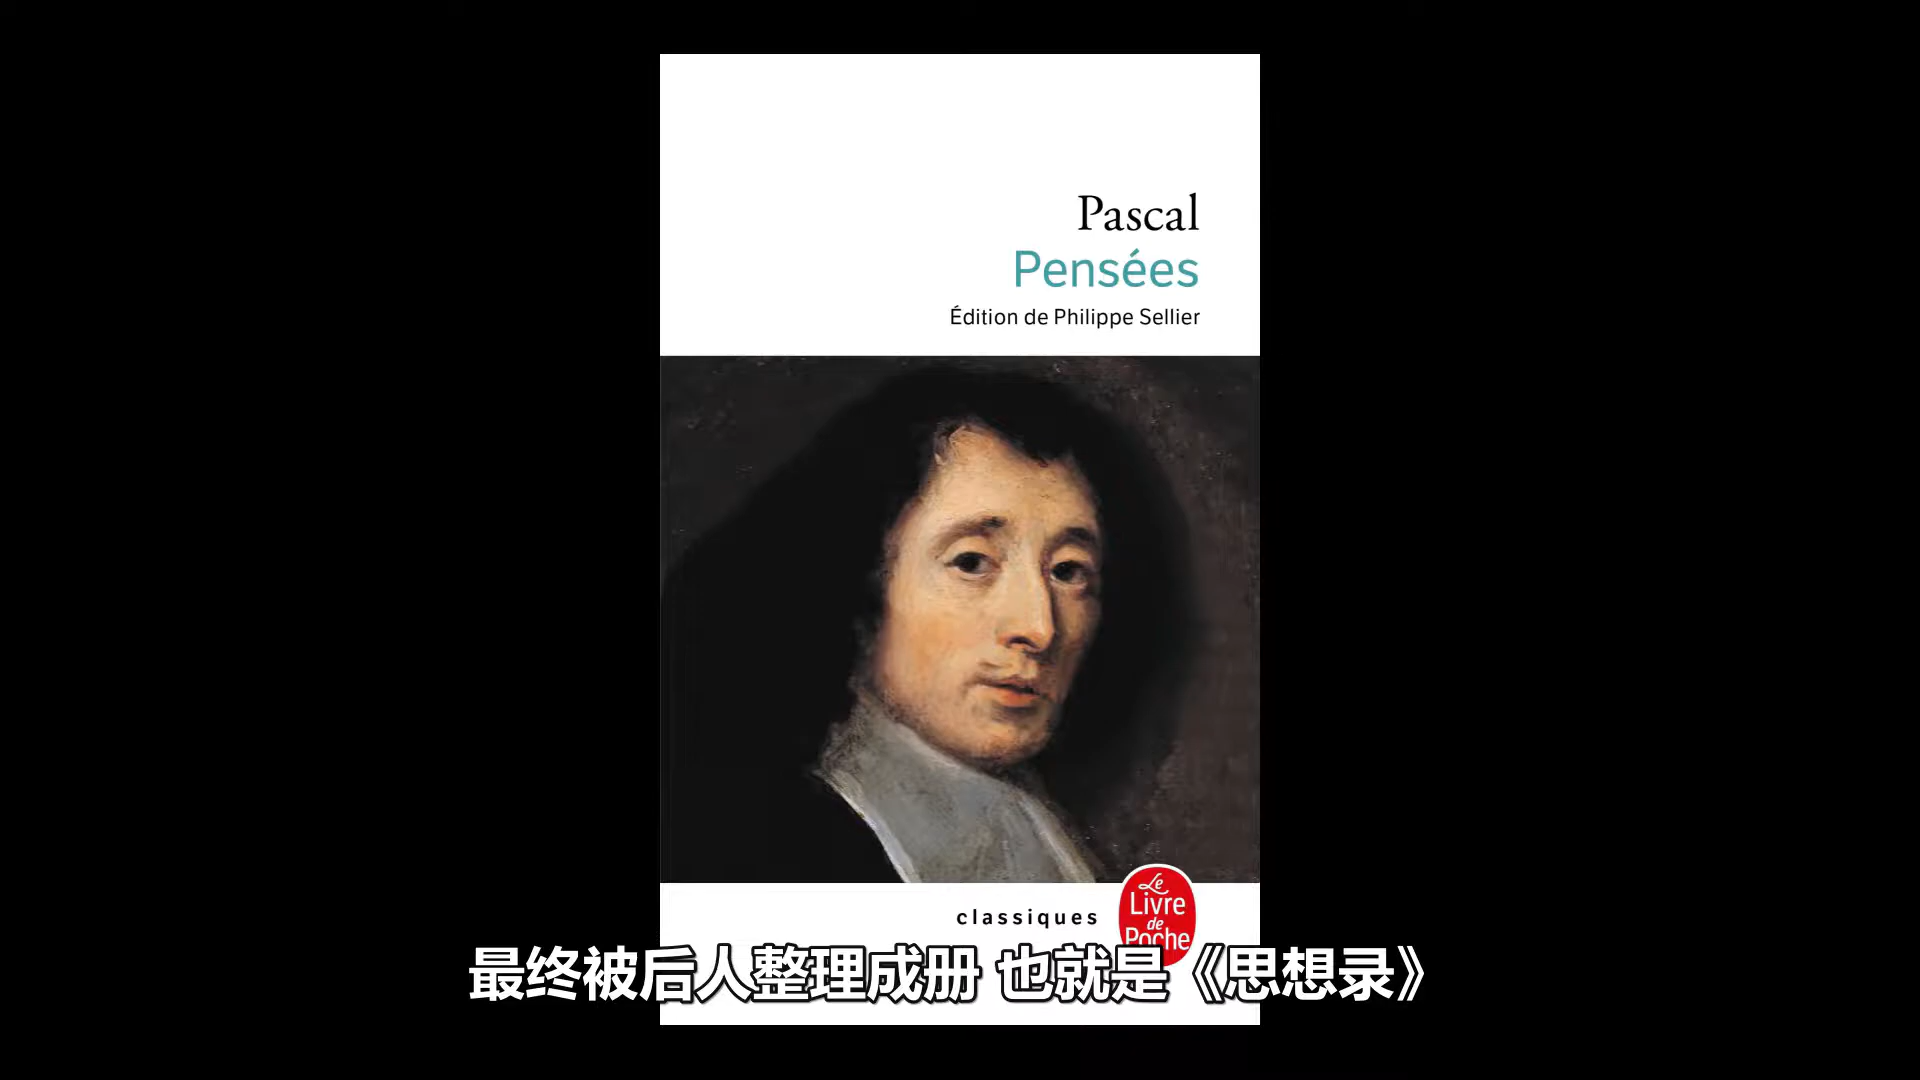 Pascal
Pensées
Édition de Philippe Sellier
classiques
Le
Livre
de
Poche
最终被后人整理成册 也就是《思想录》